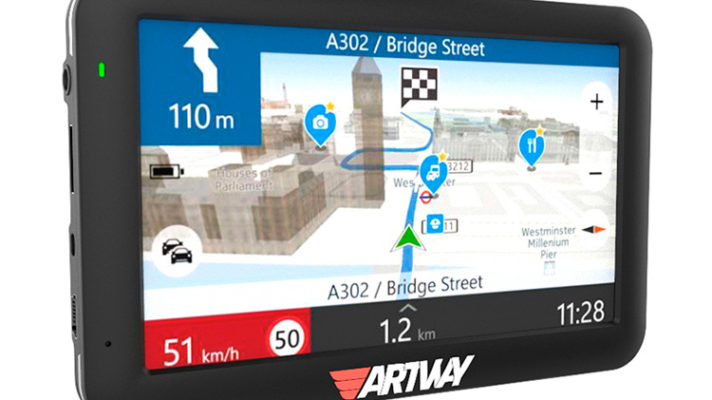 A302 / Bridge Street
110 m
Houses of
Parliament
3212
11
Westminster
Millenium
Pier
A302 / Bridge Street
51 km/h
50
1.2 km
11:28
ARTWAY